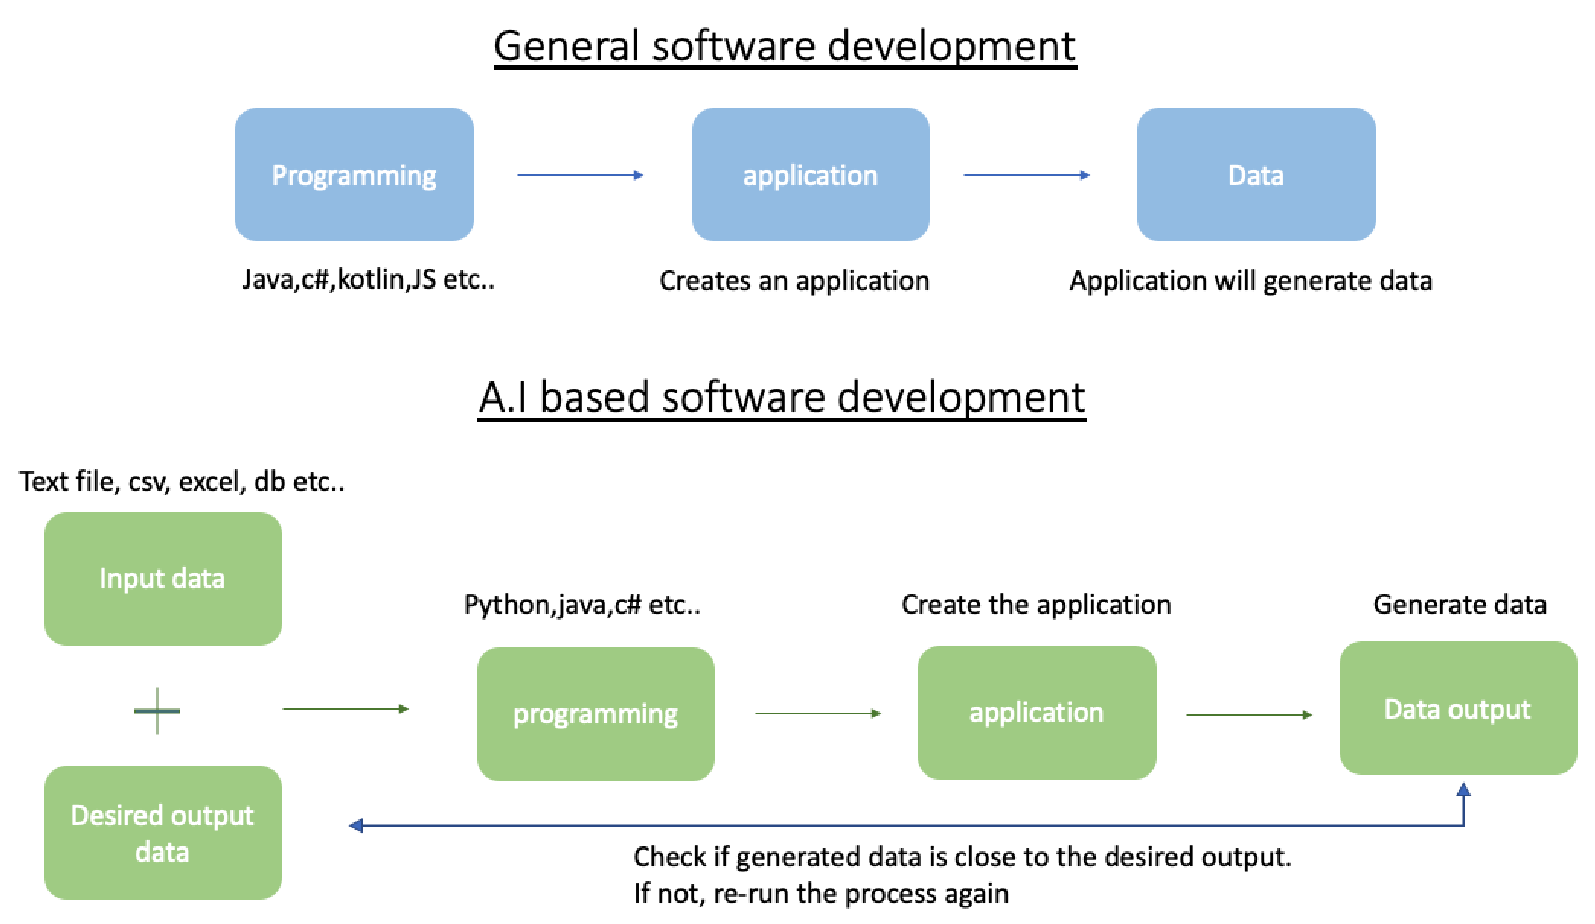 General software development
Programming
application
Data
Java,c#,kotlin,JS etc..
Creates an application
Application will generate data
A.I based software development
Text file, csv, excel, db etc..
Input data
Python,java,c# etc..
Create the application
Generate data
programming
application
Data output
Desired output
data
Check if generated data is close to the desired output.
If not, re-run the process again